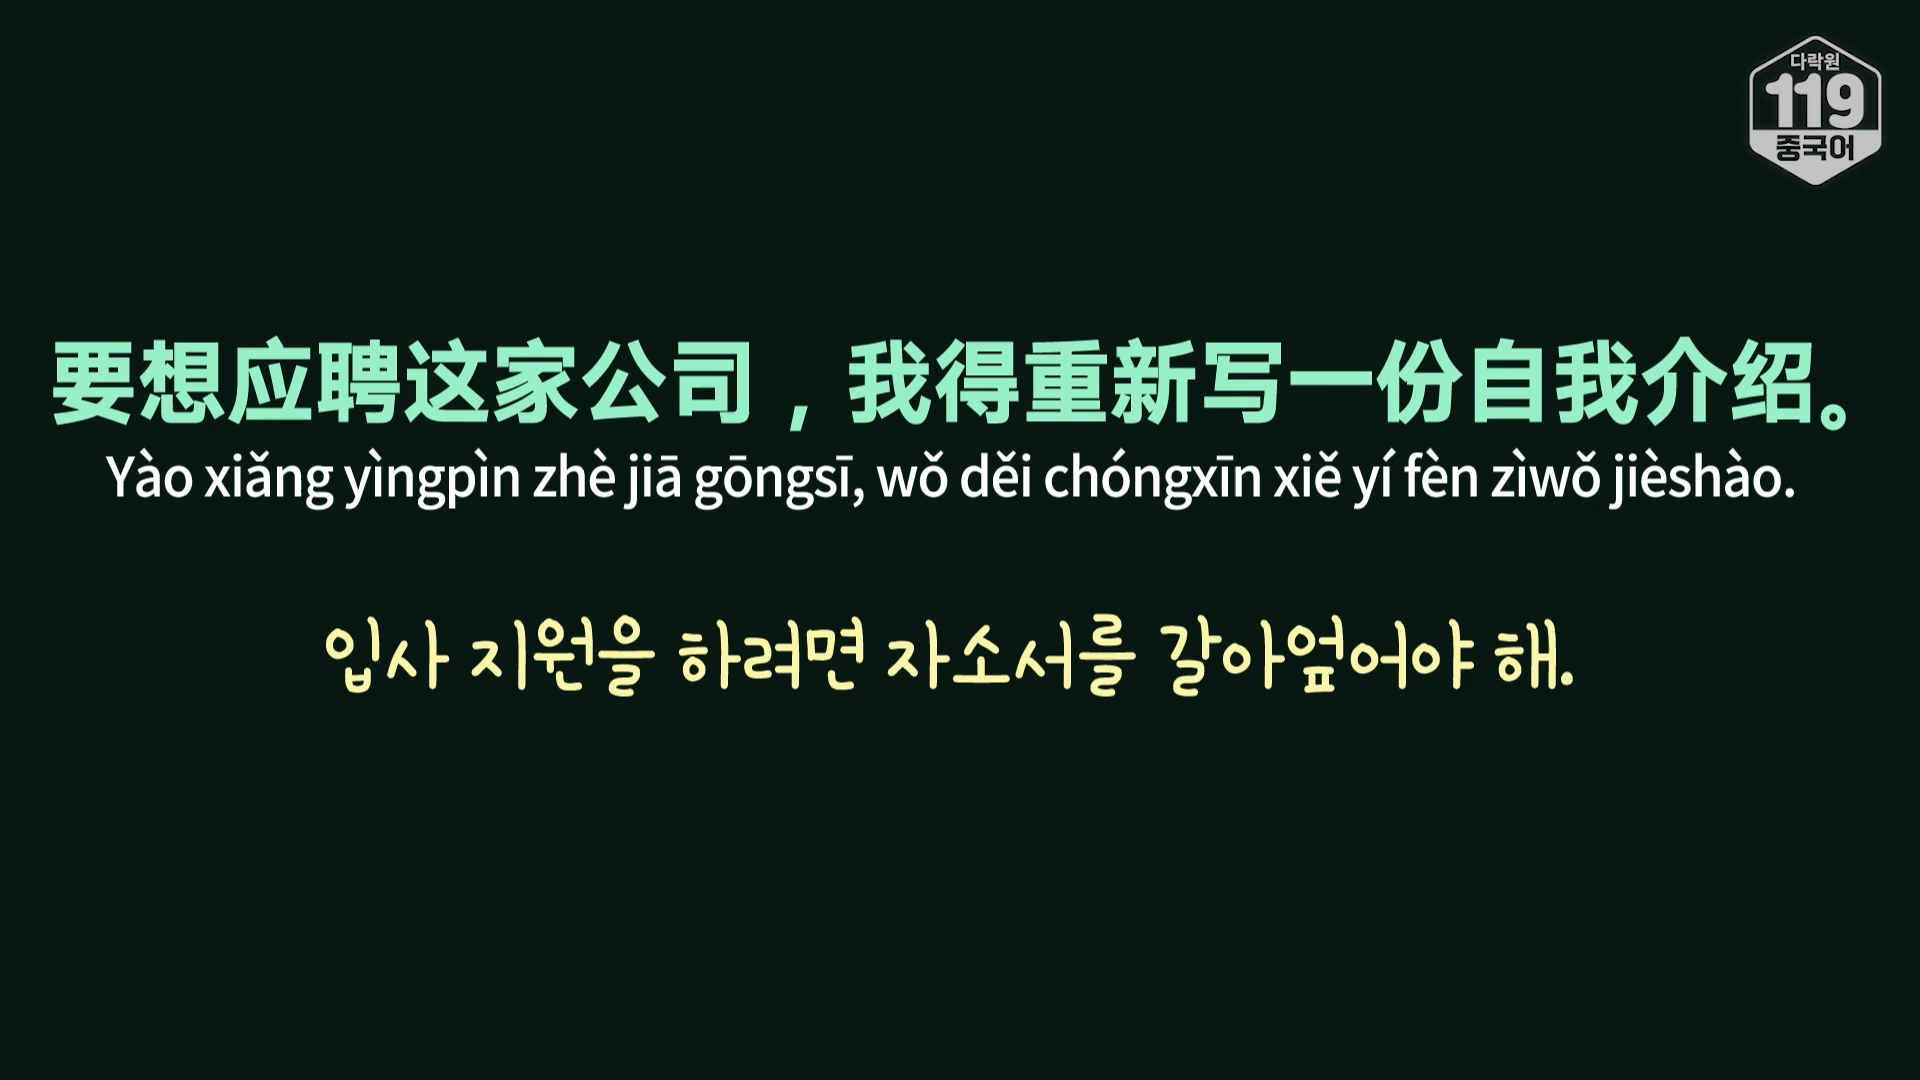 다락원
119
중국어
要想应聘这家公司，我得重新写一份自我介绍。
Yào xiǎng yìngpìn zhè jiā gōngsī, wǒ děi chóngxīn xiě yí fèn zìwǒ jièshào.
입사 지원을 하려면 자소서를 갈아엎어야 해.